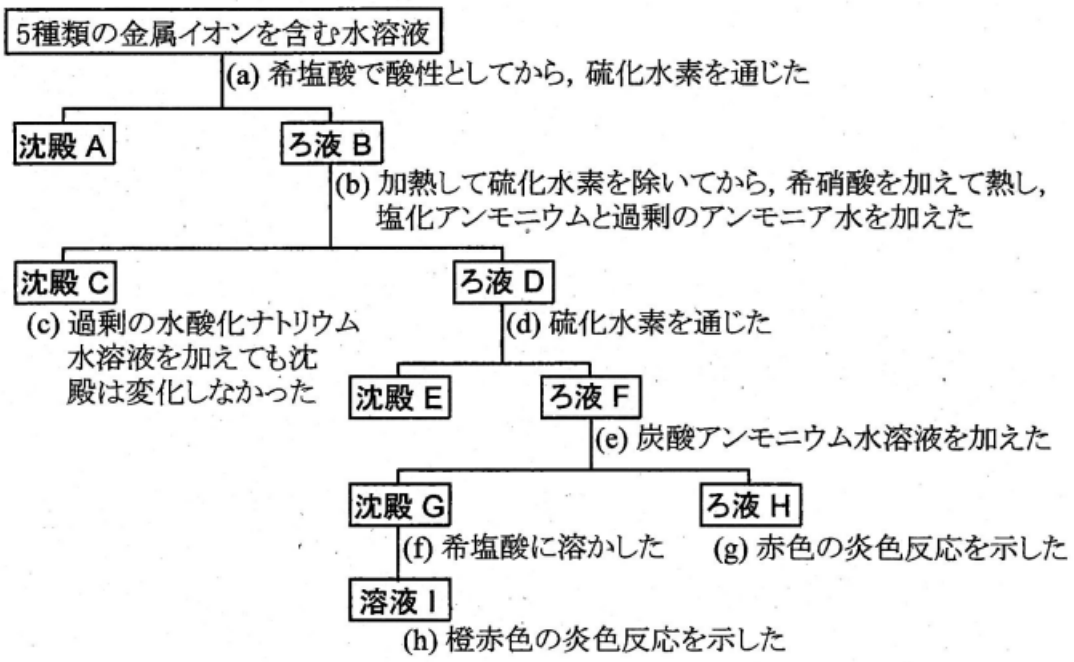 5種類の金属イオンを含む水溶液
(a) 希塩酸で酸性としてから，硫化水素を通じた
沈殿 A
ろ液 B
(b) 加熱して硫化水素を除いてから，希硝酸を加えて熱し，
塩化アンモニウムと過剰のアンモニア水を加えた
沈殿 C
ろ液 D
(c) 過剰の水酸化ナトリウム
水溶液を加えても沈
殿は変化しなかった
(d) 硫化水素を通じた
沈殿 E
ろ液 F
(e) 炭酸アンモニウム水溶液を加えた
沈殿 G
ろ液 H
(f) 希塩酸に溶かした
(g) 赤色の炎色反応を示した
溶液 I
(h) 橙赤色の炎色反応を示した